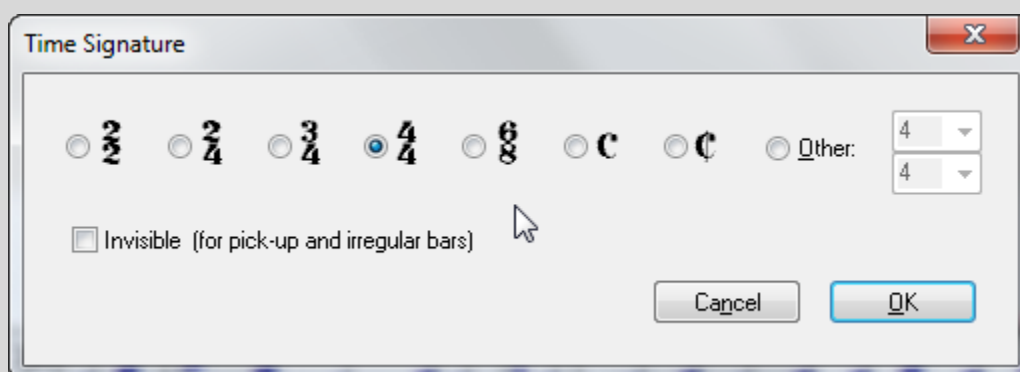 Time Signature
2/2 2/4 3/4 4/4 6/8 C ¢ Other: 4
4
Invisible (for pick-up and irregular bars)
Cancel OK